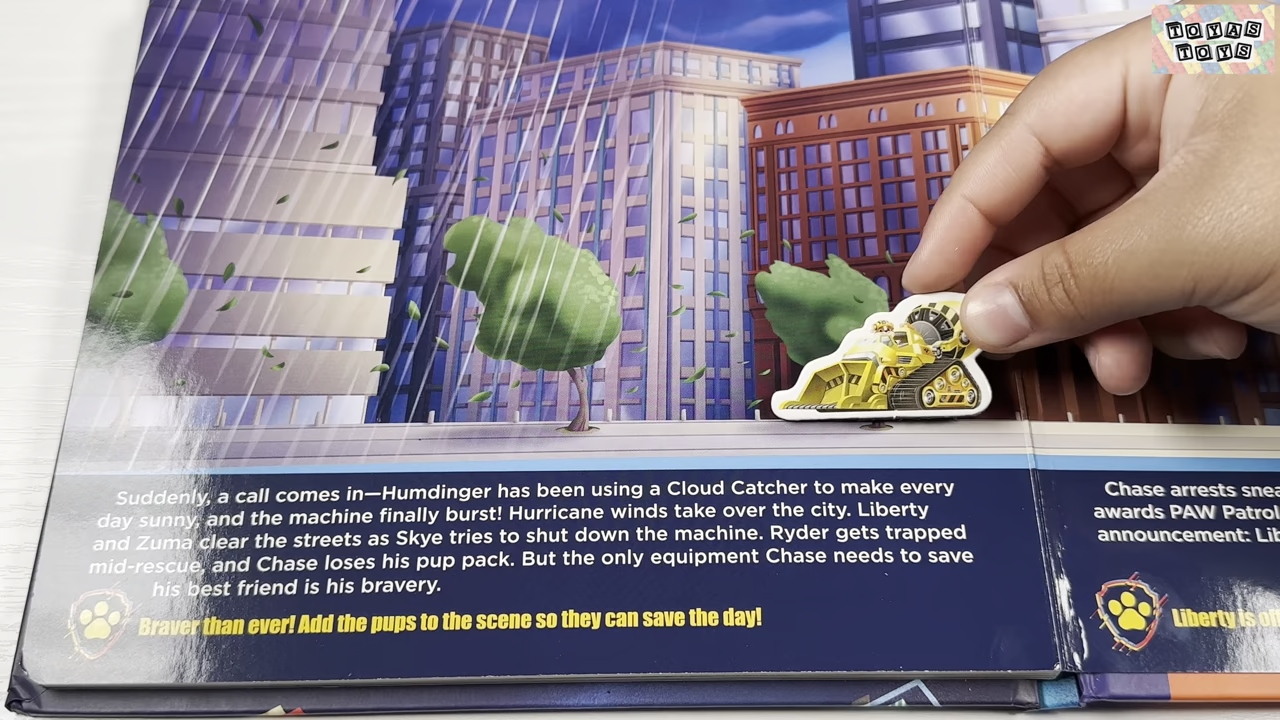 TOYAS
TOYS
Suddenly, a call comes in—Humdinger has been using a Cloud Catcher to make every
day sunny, and the machine finally burst! Hurricane winds take over the city. Liberty
and Zuma clear the streets as Skye tries to shut down the machine. Ryder gets trapped
mid-rescue, and Chase loses his pup pack. But the only equipment Chase needs to save
his best friend is his bravery.
Braver than ever! Add the pups to the scene so they can save the day!
Chase arrests
awards PAW Patrol
announcement:
Liberty is